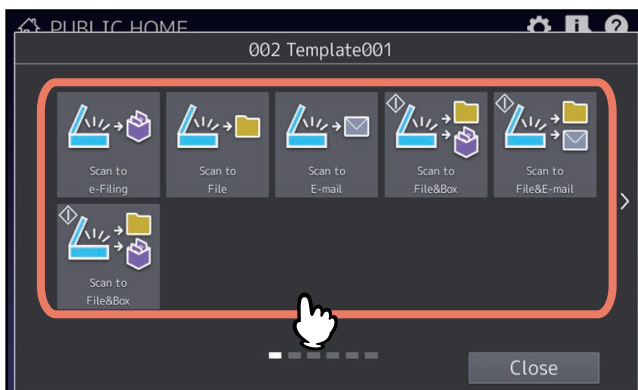 PUBLIC HOME
002 Template001
Scan to
e-Filing
Scan to
File
Scan to
E-mail
Scan to
File&Box
Scan to
File&E-mail
Scan to
File&Box
Close